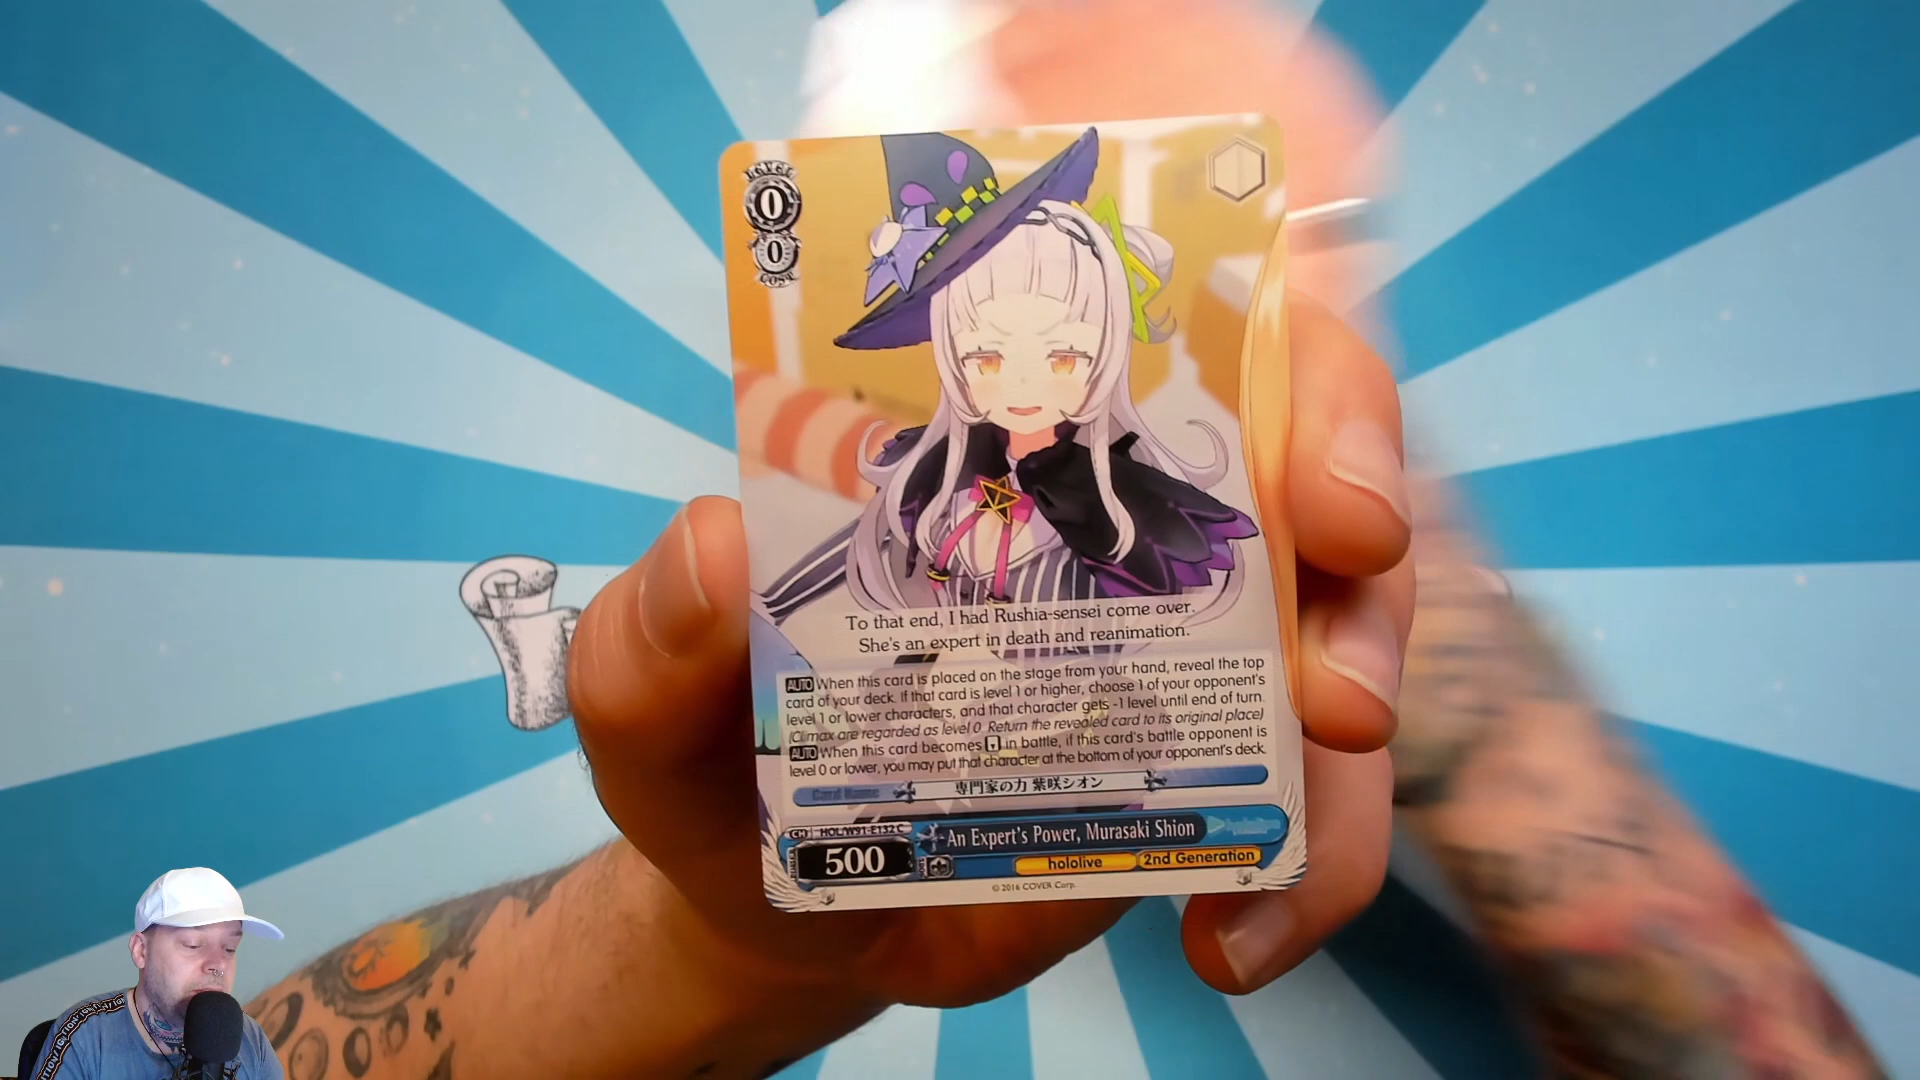 LEVEL
0
0
COST
To that end, I had Rushia-sensei come over.
She's an expert in death and reanimation.
AUTO When this card is placed on the stage from your hand, reveal the top
card of your deck. If that card is level 1 or higher, choose 1 of your opponent's
level 1 or lower characters, and that character gets -1 level until end of turn.
(Climax are regarded as level 0. Return the revealed card to its original place)
AUTO When this card becomes in battle, if this card's battle opponent is
level 0 or lower, you may put that character at the bottom of your opponent's deck.
Card Name 専門家の力 紫咲シオン
CH HOL/W91-E132 C
An Expert's Power, Murasaki Shion
POWER 500 SOUL
hololive 2nd Generation
© 2016 COVER Corp.